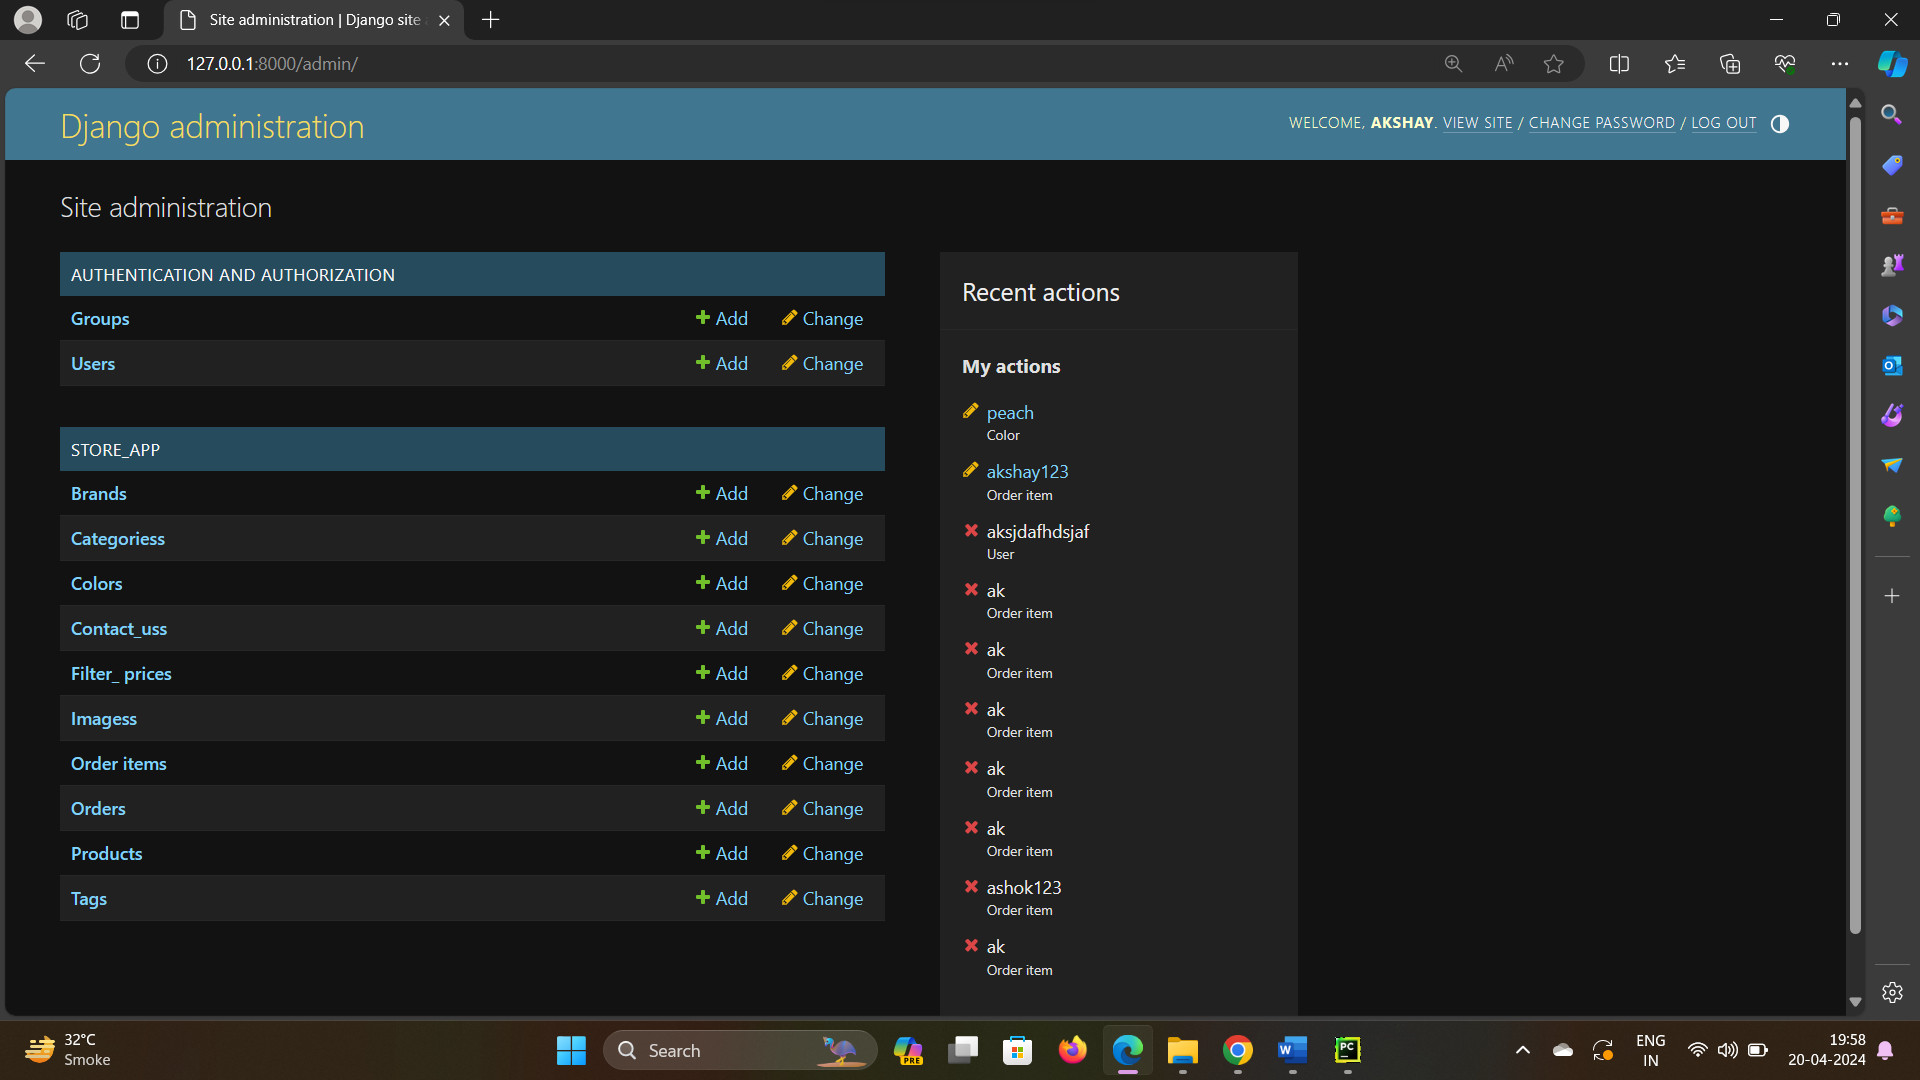 Site administration | Django site
127.0.0.1:8000/admin/
Django administration
WELCOME, AKSHAY. VIEW SITE / CHANGE PASSWORD / LOG OUT
Site administration
AUTHENTICATION AND AUTHORIZATION
Groups Add Change
Users Add Change
STORE_APP
Brands Add Change
Categoriess Add Change
Colors Add Change
Contact_uss Add Change
Filter_ prices Add Change
Imagess Add Change
Order items Add Change
Orders Add Change
Products Add Change
Tags Add Change
Recent actions
My actions
peach
Color
akshay123
Order item
aksjdafhdsjaf
User
ak
Order item
ak
Order item
ak
Order item
ak
Order item
ak
Order item
ashok123
Order item
ak
Order item
32°C
Smoke
Search
PRE
W
PC
ENG
IN
19:58
20-04-2024